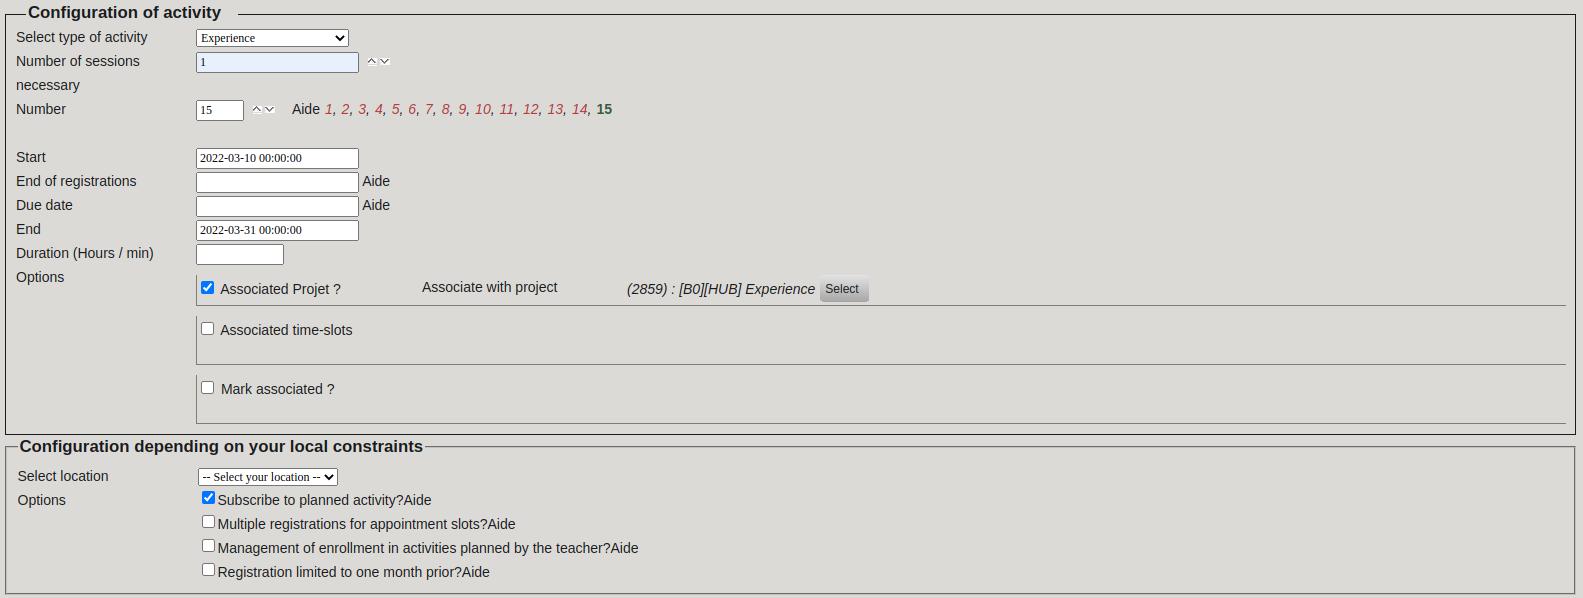 Configuration of activity
Select type of activity Experience
Number of sessions necessary 1
Number 15 Aide 1, 2, 3, 4, 5, 6, 7, 8, 9, 10, 11, 12, 13, 14, 15
Start 2022-03-10 00:00:00
End of registrations Aide
Due date Aide
End 2022-03-31 00:00:00
Duration (Hours / min)
Options
Associated Projet ? Associate with project (2859) : [B0][HUB] Experience Select
Associated time-slots
Mark associated ?
Configuration depending on your local constraints
Select location -- Select your location --
Options Subscribe to planned activity?Aide
Multiple registrations for appointment slots?Aide
Management of enrollment in activities planned by the teacher?Aide
Registration limited to one month prior?Aide